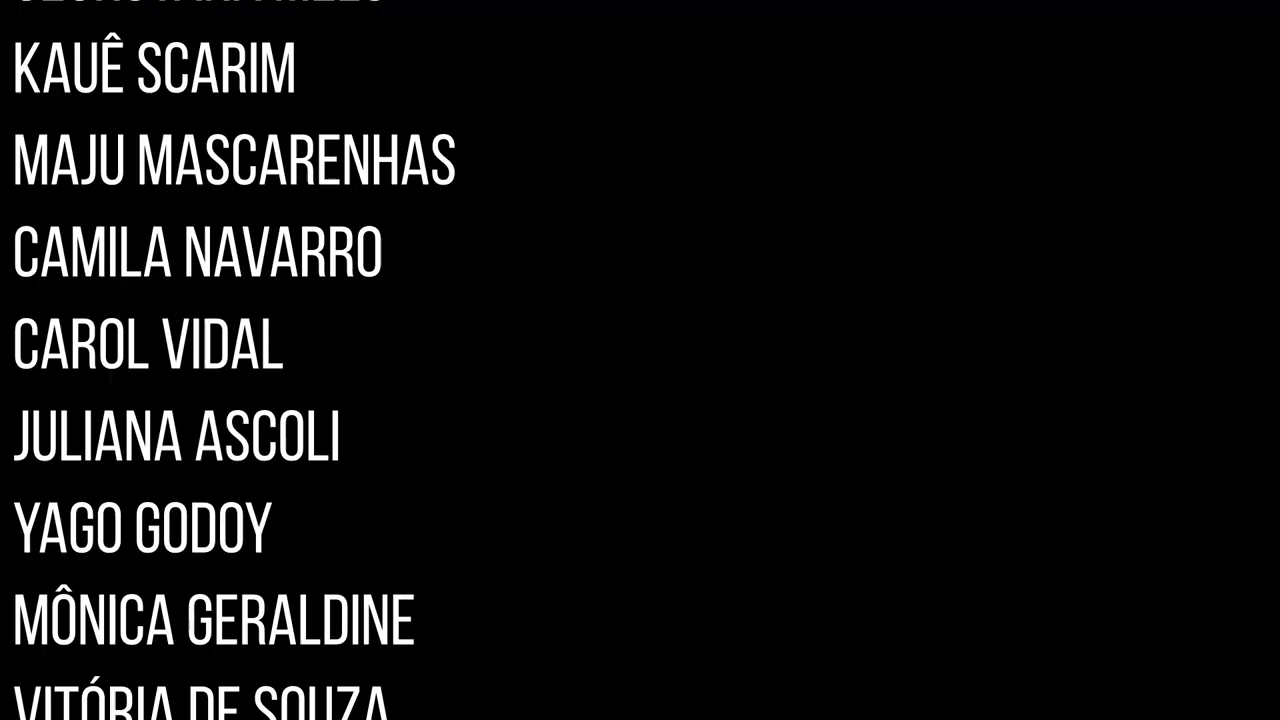 KAUÊ SCARIM
MAJU MASCARENHAS
CAMILA NAVARRO
CAROL VIDAL
JULIANA ASCOLI
YAGO GODOY
MÔNICA GERALDINE
VITÓRIA DE SOUZA